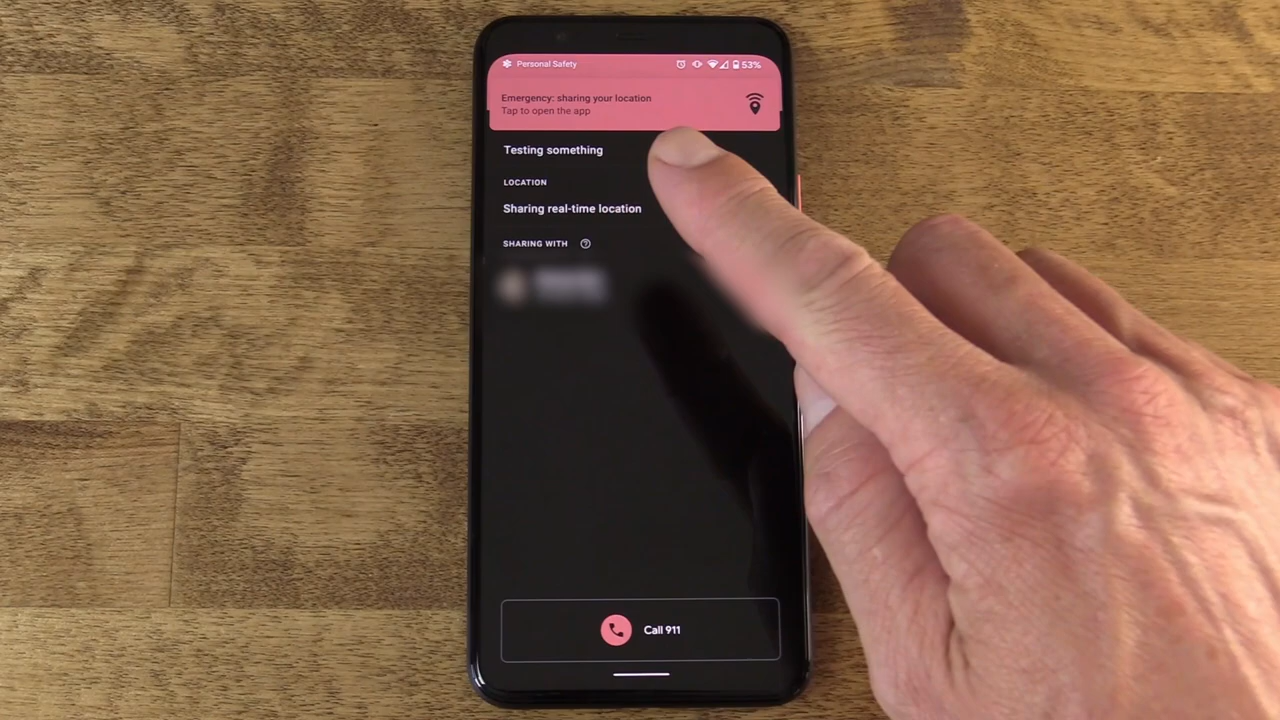 Personal Safety 53%
Emergency: sharing your location
Tap to open the app
Testing something
LOCATION
Sharing real-time location
SHARING WITH
Call 911